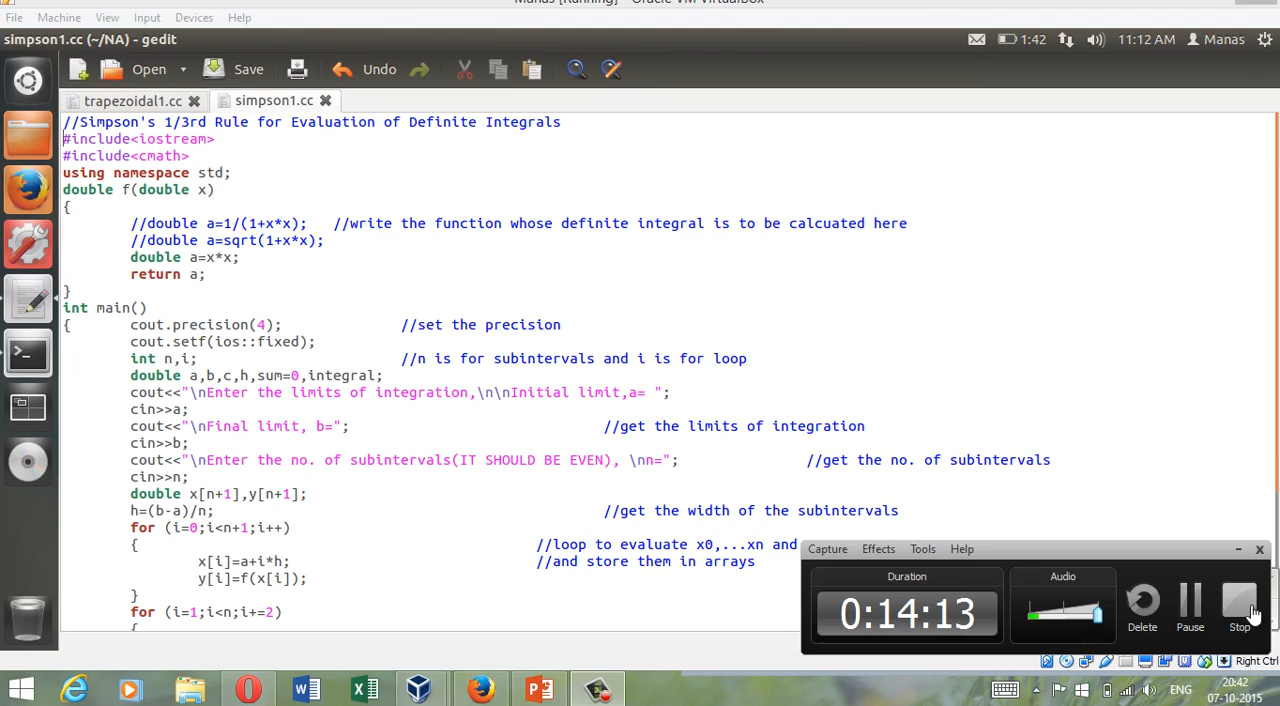 Manas [Running] - Oracle VM VirtualBox
File Machine View Input Devices Help
simpson1.cc (~/NA) - gedit
1:42 11:12 AM Manas
Open Save Undo
trapezoidal1.cc simpson1.cc
//Simpson's 1/3rd Rule for Evaluation of Definite Integrals
#include<iostream>
#include<cmath>
using namespace std;
double f(double x)
{
//double a=1/(1+x*x); //write the function whose definite integral is to be calcuated here
//double a=sqrt(1+x*x);
double a=x*x;
return a;
}
int main()
{ cout.precision(4); //set the precision
cout.setf(ios::fixed);
int n,i; //n is for subintervals and i is for loop
double a,b,c,h,sum=0,integral;
cout<<"\nEnter the limits of integration,\n\nInitial limit,a= ";
cin>>a;
cout<<"\nFinal limit, b="; //get the limits of integration
cin>>b;
cout<<"\nEnter the no. of subintervals(IT SHOULD BE EVEN), \nn="; //get the no. of subintervals
cin>>n;
double x[n+1],y[n+1];
h=(b-a)/n; //get the width of the subintervals
for (i=0;i<n+1;i++)
{ //loop to evaluate x0,...xn and
x[i]=a+i*h; //and store them in arrays
y[i]=f(x[i]);
}
for (i=1;i<n;i+=2)
{
Capture Effects Tools Help
Duration Audio
0:14:13
Delete Pause Stop
Right Ctrl
ENG
20:42
07-10-2015